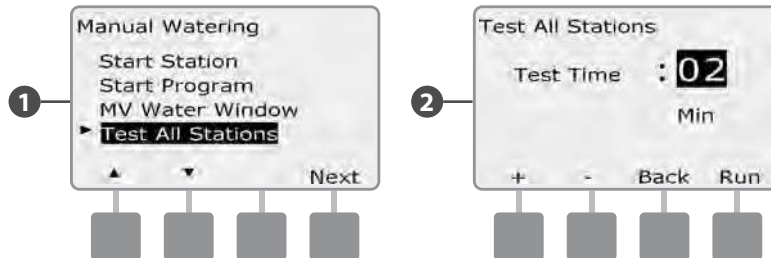 Manual Watering
Start Station
Start Program
MV Water Window
Test All Stations
▲ ▼ Next
1
Test All Stations
Test Time : 02
Min
+ - Back Run
2